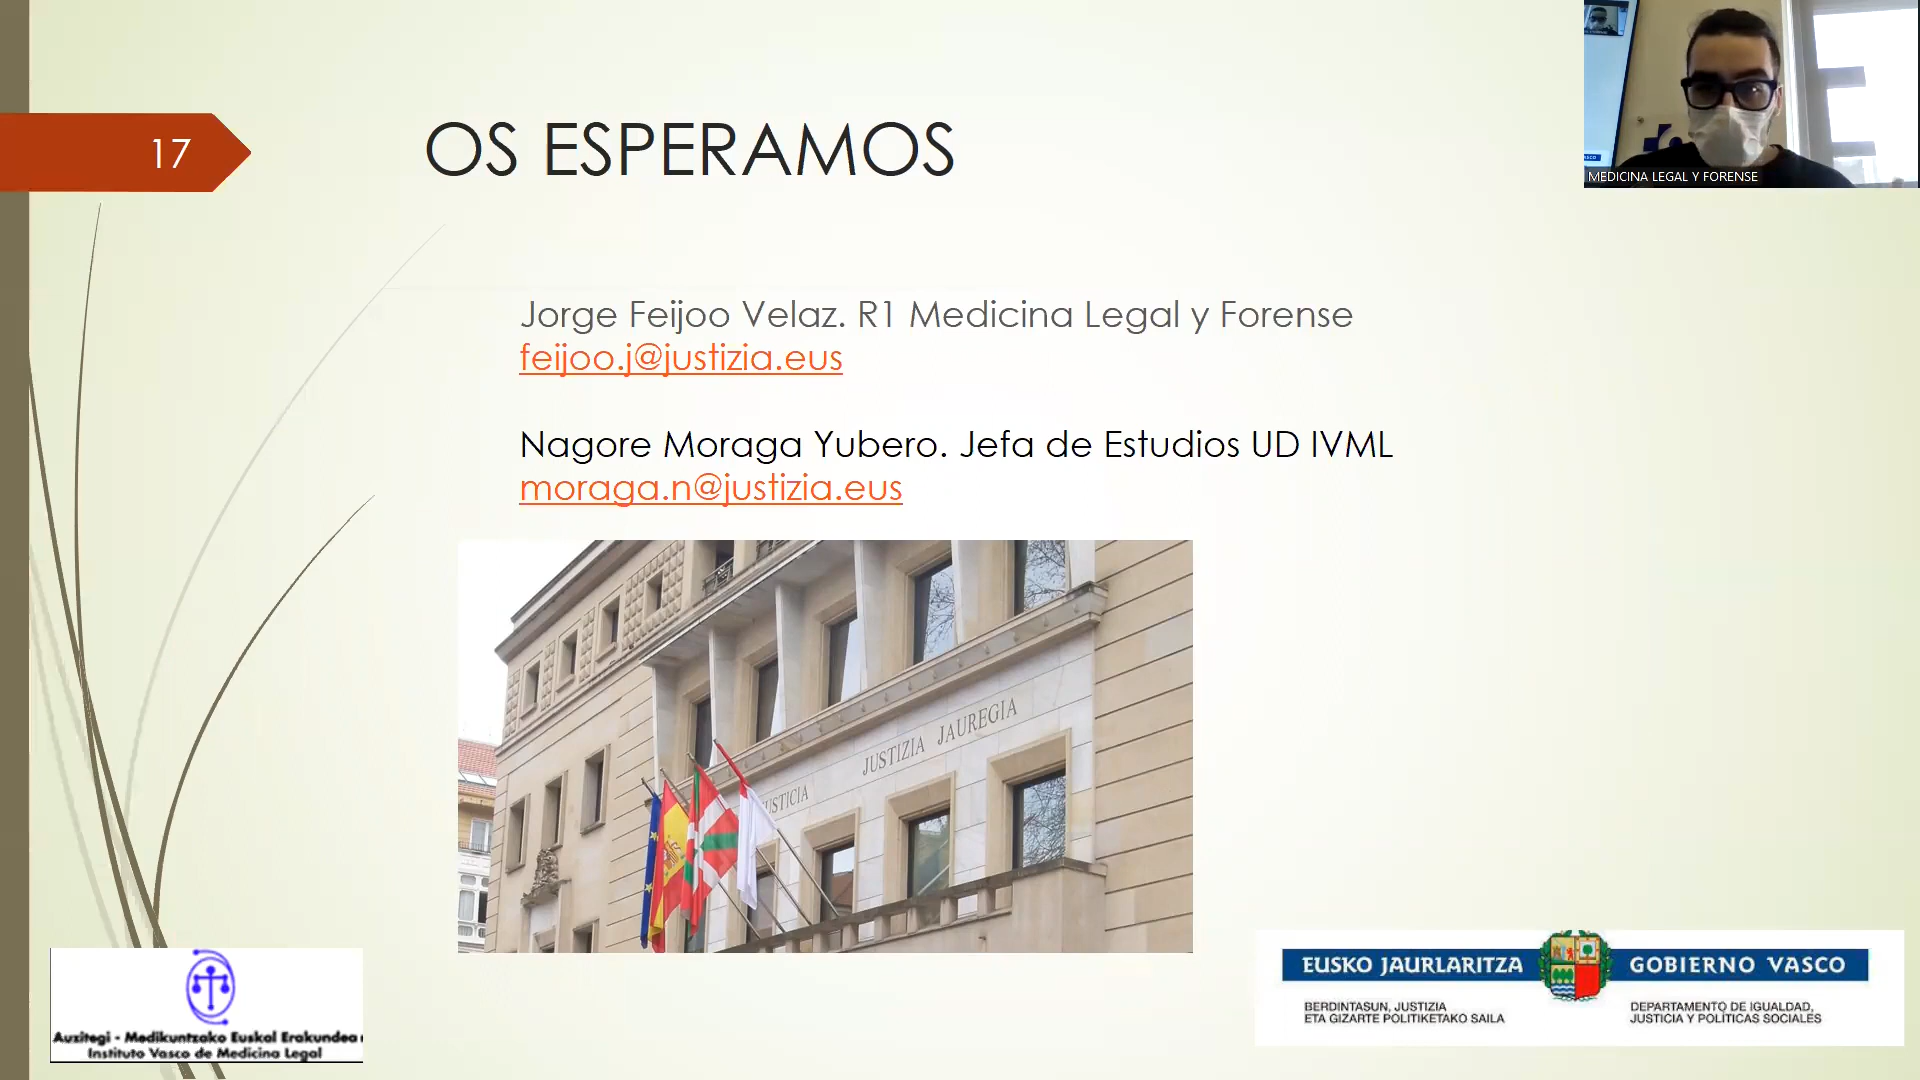 17
OS ESPERAMOS
MEDICINA LEGAL Y FORENSE
Jorge Feijoo Velaz. R1 Medicina Legal y Forense
feijoo.j@justizia.eus
Nagore Moraga Yubero. Jefa de Estudios UD IVML
moraga.n@justizia.eus
JUSTIZIA JAUREGIA
Auzitegi - Medikuntzako Euskal Erakundea
Instituto Vasco de Medicina Legal
EUSKO JAURLARITZA
GOBIERNO VASCO
BERDINTASUN, JUSTIZIA
ETA GIZARTE POLITIKETAKO SAILA
DEPARTAMENTO DE IGUALDAD,
JUSTICIA Y POLÍTICAS SOCIALES